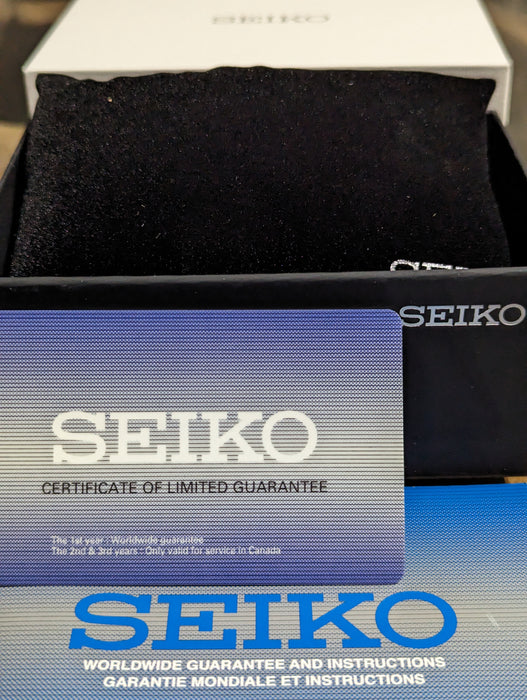 SEIKO
SEIKO
SEIKO
SEIKO
CERTIFICATE OF LIMITED GUARANTEE
The 1st year : Worldwide guarantee
The 2nd & 3rd years : Only valid for service in Canada
SEIKO
WORLDWIDE GUARANTEE AND INSTRUCTIONS
GARANTIE MONDIALE ET INSTRUCTIONS